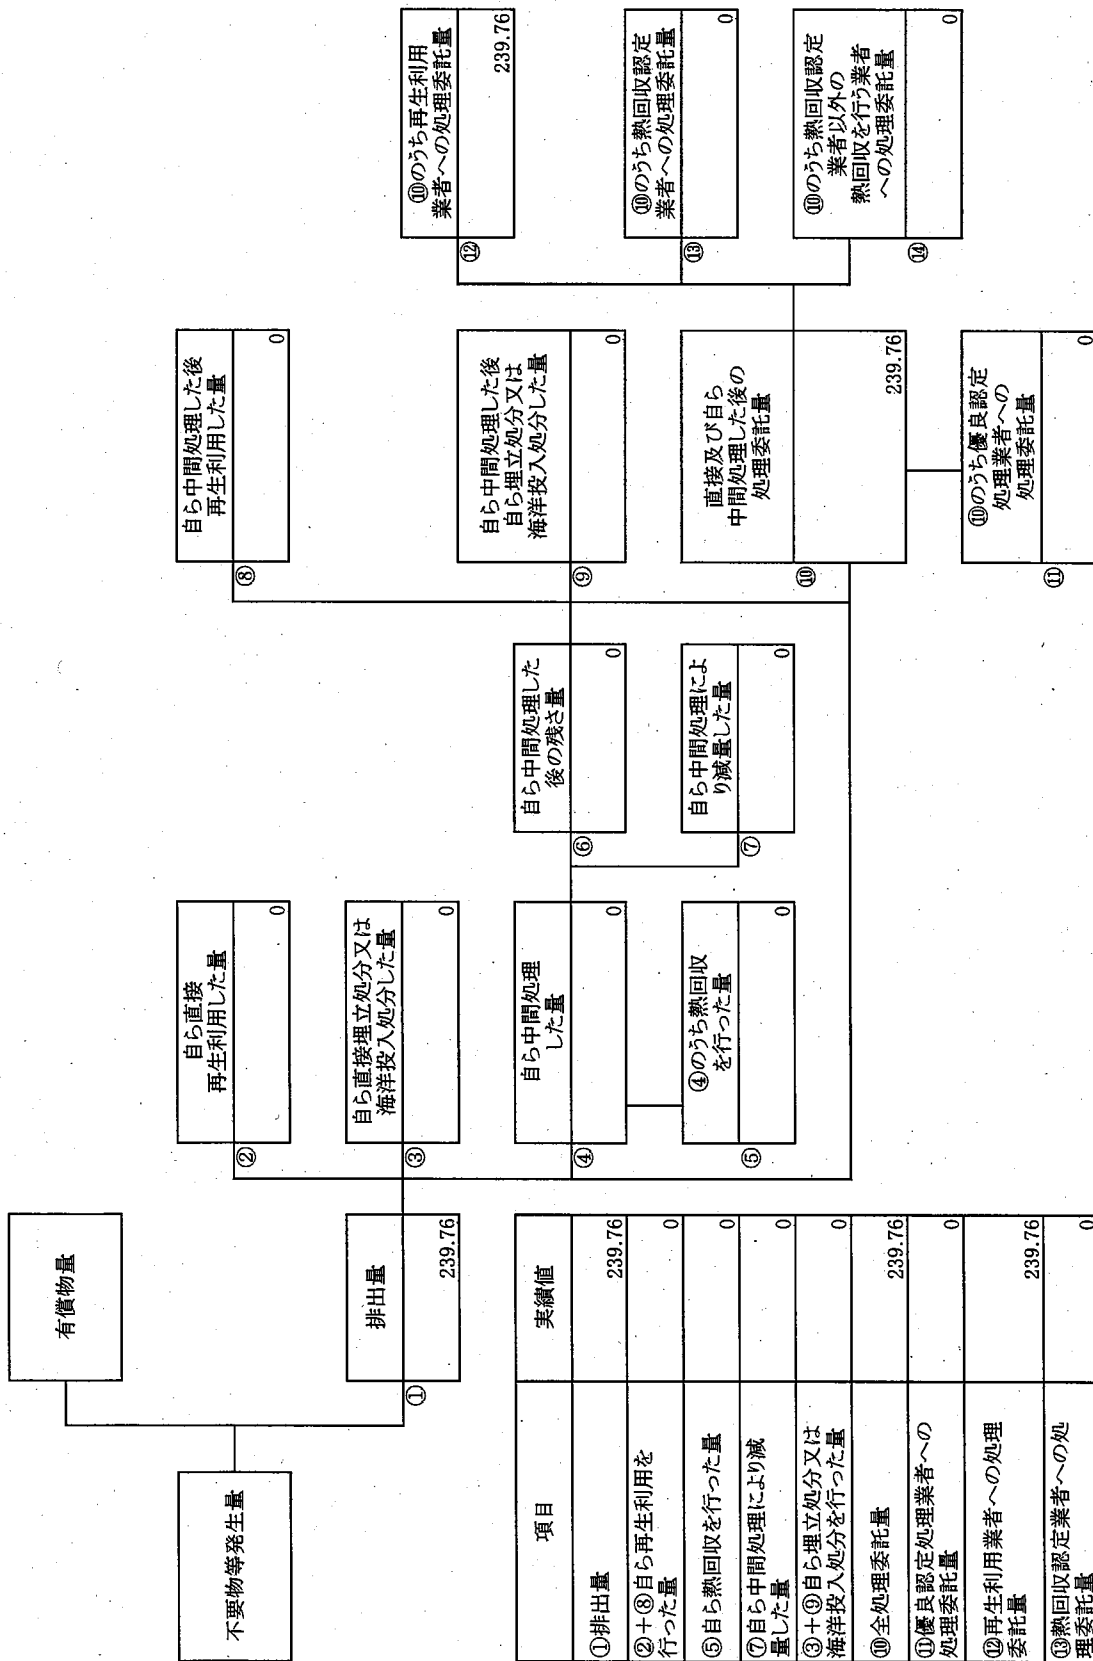 不要物等発生量
有償物量
①
排出量
239.76
②
自ら直接
再生利用した量
0
③
自ら直接埋立処分又は
海洋投入処分した量
0
④
自ら中間処理
した量
0
⑤
④のうち熱回収
を行った量
0
⑥
自ら中間処理した
後の残さ量
0
⑦
自ら中間処理によ
り減量した量
0
⑧
自ら中間処理した後
再生利用した量
0
⑨
自ら中間処理した後
自ら埋立処分又は
海洋投入処分した量
0
⑩
直接及び自ら
中間処理した後の
処理委託量
239.76
⑪
⑩のうち優良認定
処理業者への
処理委託量
0
⑫
⑩のうち再生利用
業者への処理委託量
239.76
⑬
⑩のうち熱回収認定
業者への処理委託量
0
⑭
⑩のうち熱回収認定
業者以外の
熱回収を行う業者
への処理委託量
0
項目 実績値
①排出量 239.76
②+⑧自ら再生利用を
行った量 0
⑤自ら熱回収を行った量 0
⑦自ら中間処理により減
量した量 0
③+⑨自ら埋立処分又は
海洋投入処分を行った量 0
⑩全処理委託量 239.76
⑪優良認定処理業者への
処理委託量 0
⑫再生利用業者への処理
委託量 239.76
⑬熱回収認定業者への処
理委託量 0